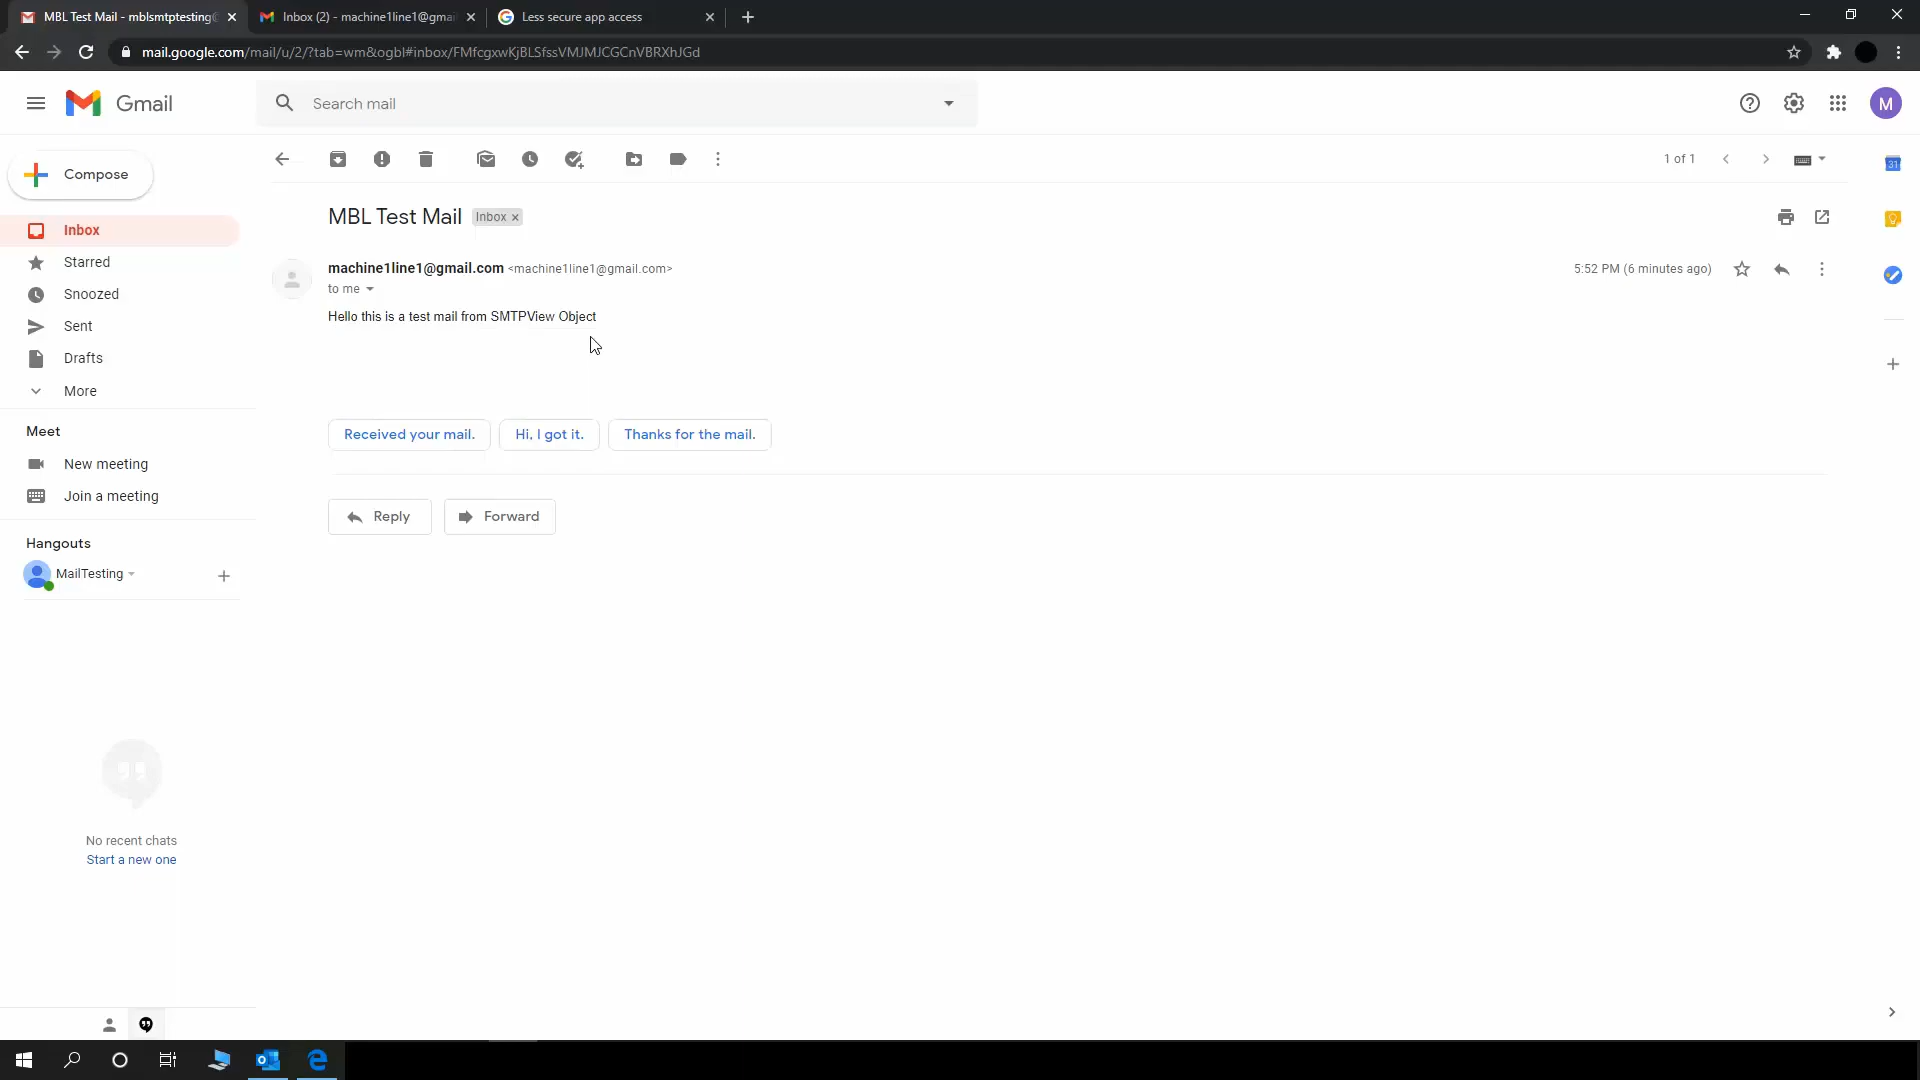 MBL Test Mail - mblsmtptesting@
Inbox (2) - machine1line1@gmai
Less secure app access
mail.google.com/mail/u/2/?tab=wm&ogbl#inbox/FMfcgxwKjBLSfssVMJMJCGCnVBRXhJGd
Gmail
Search mail
M
Compose
1 of 1
31
MBL Test Mail
Inbox ×
Inbox
Starred
Snoozed
Sent
Drafts
More
machine1line1@gmail.com <machine1line1@gmail.com>
5:52 PM (6 minutes ago)
to me
Hello this is a test mail from SMTPView Object
Received your mail.
Hi, I got it.
Thanks for the mail.
Reply
Forward
Meet
New meeting
Join a meeting
Hangouts
MailTesting
No recent chats
Start a new one